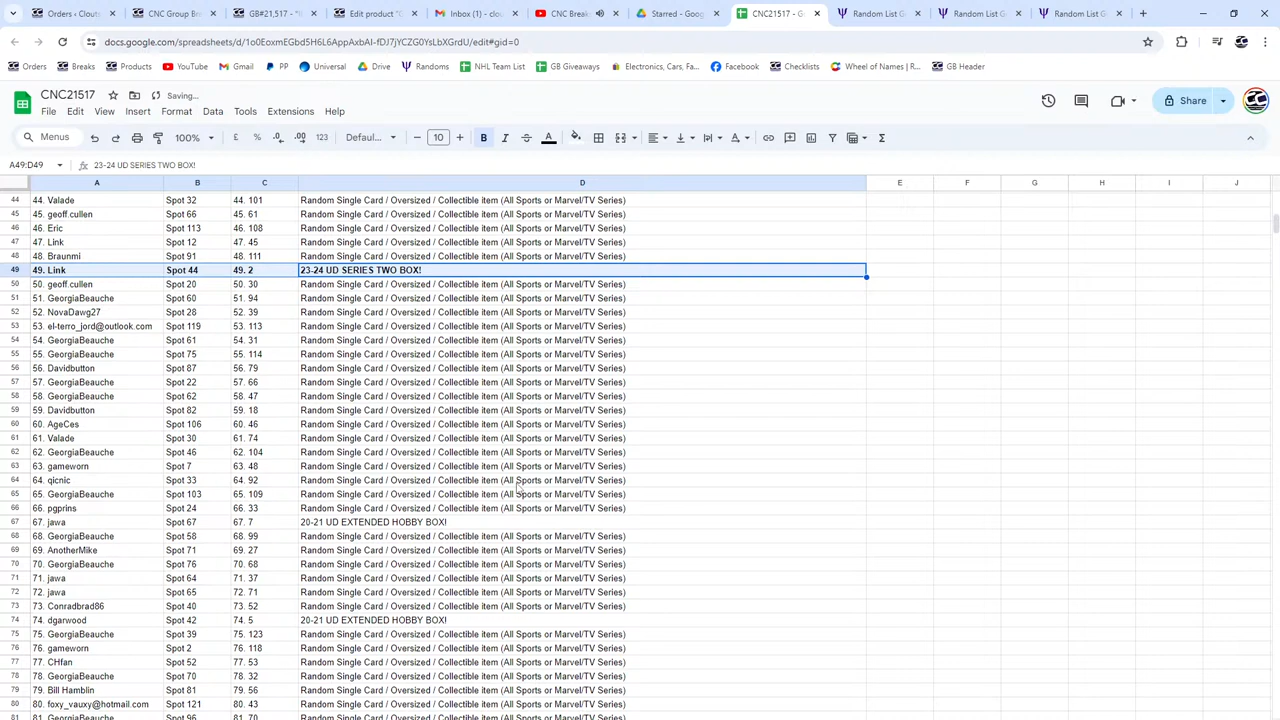 Orders ‹ Clouts
CNC Group Bre
GB#21517 - "I
Edit product "C
Inbox (1) - clou
CNC Break
Starred - Goog
CNC21517 - G
Random List G
Random List G
Random List G
docs.google.com/spreadsheets/d/1o0EoxmEGbd5H6L6AppAxbAI-fDJ7jYCZG0YsLbXGrdU/edit#gid=0
Orders Breaks Products YouTube Gmail PP Universal Drive Randoms NHL Team List GB Giveaways Electronics, Cars, Fa... Facebook Checklists Wheel of Names | R... GB Header
CNC21517 Saving...
File Edit View Insert Format Data Tools Extensions Help
Share
Menus 100% £ % .0 .00 123 Defaul... 10 B I A
A49:D49 fx 23-24 UD SERIES TWO BOX!
A B C D E F G H I J
44 44. Valade Spot 32 44. 101 Random Single Card / Oversized / Collectible item (All Sports or Marvel/TV Series)
45 45. geoff.cullen Spot 66 45. 61 Random Single Card / Oversized / Collectible item (All Sports or Marvel/TV Series)
46 46. Eric Spot 113 46. 108 Random Single Card / Oversized / Collectible item (All Sports or Marvel/TV Series)
47 47. Link Spot 12 47. 45 Random Single Card / Oversized / Collectible item (All Sports or Marvel/TV Series)
48 48. Braunmi Spot 91 48. 111 Random Single Card / Oversized / Collectible item (All Sports or Marvel/TV Series)
49 49. Link Spot 44 49. 2 23-24 UD SERIES TWO BOX!
50 50. geoff.cullen Spot 20 50. 30 Random Single Card / Oversized / Collectible item (All Sports or Marvel/TV Series)
51 51. GeorgiaBeauche Spot 60 51. 94 Random Single Card / Oversized / Collectible item (All Sports or Marvel/TV Series)
52 52. NovaDawg27 Spot 28 52. 39 Random Single Card / Oversized / Collectible item (All Sports or Marvel/TV Series)
53 53. el-terro_jord@outlook.com Spot 119 53. 113 Random Single Card / Oversized / Collectible item (All Sports or Marvel/TV Series)
54 54. GeorgiaBeauche Spot 61 54. 31 Random Single Card / Oversized / Collectible item (All Sports or Marvel/TV Series)
55 55. GeorgiaBeauche Spot 75 55. 114 Random Single Card / Oversized / Collectible item (All Sports or Marvel/TV Series)
56 56. Davidbutton Spot 87 56. 79 Random Single Card / Oversized / Collectible item (All Sports or Marvel/TV Series)
57 57. GeorgiaBeauche Spot 22 57. 66 Random Single Card / Oversized / Collectible item (All Sports or Marvel/TV Series)
58 58. GeorgiaBeauche Spot 62 58. 47 Random Single Card / Oversized / Collectible item (All Sports or Marvel/TV Series)
59 59. Davidbutton Spot 82 59. 18 Random Single Card / Oversized / Collectible item (All Sports or Marvel/TV Series)
60 60. AgeCes Spot 106 60. 46 Random Single Card / Oversized / Collectible item (All Sports or Marvel/TV Series)
61 61. Valade Spot 30 61. 74 Random Single Card / Oversized / Collectible item (All Sports or Marvel/TV Series)
62 62. GeorgiaBeauche Spot 46 62. 104 Random Single Card / Oversized / Collectible item (All Sports or Marvel/TV Series)
63 63. gameworn Spot 7 63. 48 Random Single Card / Oversized / Collectible item (All Sports or Marvel/TV Series)
64 64. qicnic Spot 33 64. 92 Random Single Card / Oversized / Collectible item (All Sports or Marvel/TV Series)
65 65. GeorgiaBeauche Spot 103 65. 109 Random Single Card / Oversized / Collectible item (All Sports or Marvel/TV Series)
66 66. pgprins Spot 24 66. 33 Random Single Card / Oversized / Collectible item (All Sports or Marvel/TV Series)
67 67. jawa Spot 67 67. 7 20-21 UD EXTENDED HOBBY BOX!
68 68. GeorgiaBeauche Spot 58 68. 99 Random Single Card / Oversized / Collectible item (All Sports or Marvel/TV Series)
69 69. AnotherMike Spot 71 69. 27 Random Single Card / Oversized / Collectible item (All Sports or Marvel/TV Series)
70 70. GeorgiaBeauche Spot 76 70. 68 Random Single Card / Oversized / Collectible item (All Sports or Marvel/TV Series)
71 71. jawa Spot 64 71. 37 Random Single Card / Oversized / Collectible item (All Sports or Marvel/TV Series)
72 72. jawa Spot 65 72. 71 Random Single Card / Oversized / Collectible item (All Sports or Marvel/TV Series)
73 73. Conradbrad86 Spot 40 73. 52 Random Single Card / Oversized / Collectible item (All Sports or Marvel/TV Series)
74 74. dgarwood Spot 42 74. 5 20-21 UD EXTENDED HOBBY BOX!
75 75. GeorgiaBeauche Spot 39 75. 123 Random Single Card / Oversized / Collectible item (All Sports or Marvel/TV Series)
76 76. gameworn Spot 2 76. 118 Random Single Card / Oversized / Collectible item (All Sports or Marvel/TV Series)
77 77. CHfan Spot 52 77. 53 Random Single Card / Oversized / Collectible item (All Sports or Marvel/TV Series)
78 78. GeorgiaBeauche Spot 70 78. 32 Random Single Card / Oversized / Collectible item (All Sports or Marvel/TV Series)
79 79. Bill Hamblin Spot 81 79. 56 Random Single Card / Oversized / Collectible item (All Sports or Marvel/TV Series)
80 80. foxy_vauxy@hotmail.com Spot 121 80. 43 Random Single Card / Oversized / Collectible item (All Sports or Marvel/TV Series)
81 81. GeorgiaBeauche Spot 96 81. 70 Random Single Card / Oversized / Collectible item (All Sports or Marvel/TV Series)